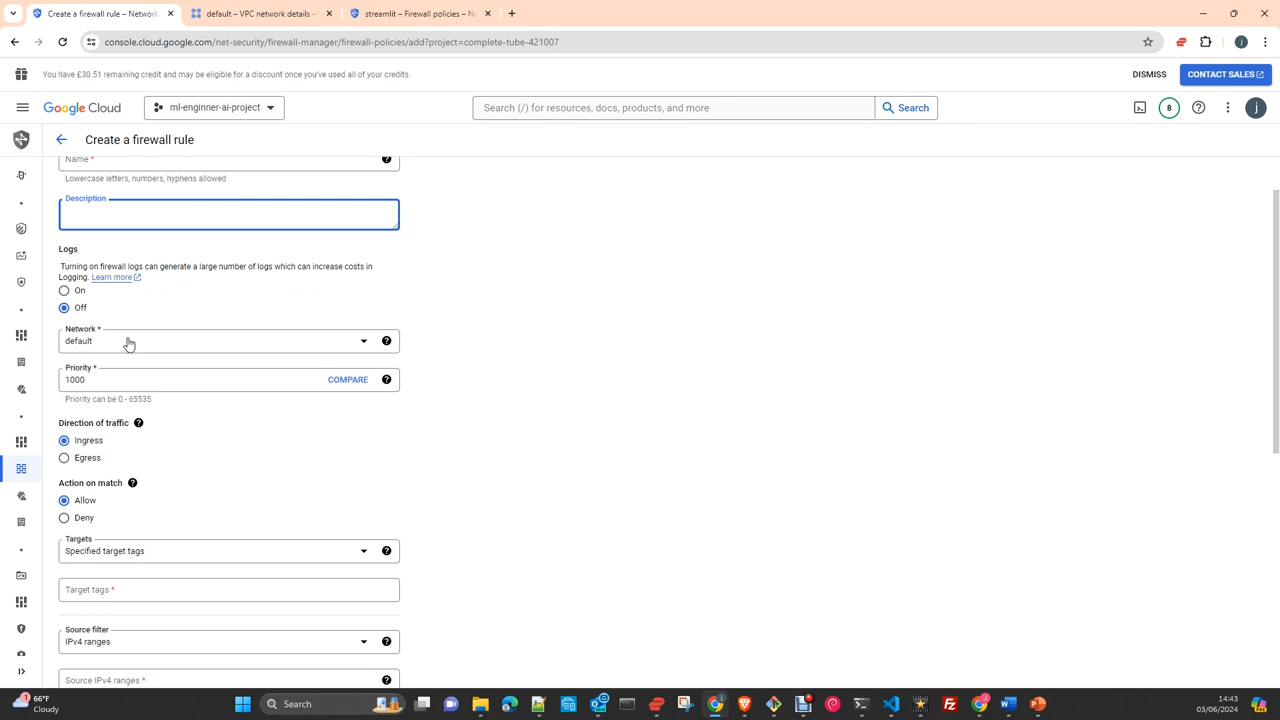 Create a firewall rule – Network
default – VPC network details –
streamlit – Firewall policies – Ne
console.cloud.google.com/net-security/firewall-manager/firewall-policies/add?project=complete-tube-421007
You have £30.51 remaining credit and may be eligible for a discount once you've used all of your credits.
DISMISS
CONTACT SALES
Google Cloud
ml-enginner-ai-project
Search (/) for resources, docs, products, and more
Search
8
j
Create a firewall rule
Name *
Lowercase letters, numbers, hyphens allowed
Description
Logs
Turning on firewall logs can generate a large number of logs which can increase costs in
Logging. Learn more
On
Off
Network *
default
Priority *
1000
COMPARE
Priority can be 0 - 65535
Direction of traffic
Ingress
Egress
Action on match
Allow
Deny
Targets
Specified target tags
Target tags *
Source filter
IPv4 ranges
Source IPv4 ranges *
66°F
Cloudy
Search
14:43
03/06/2024